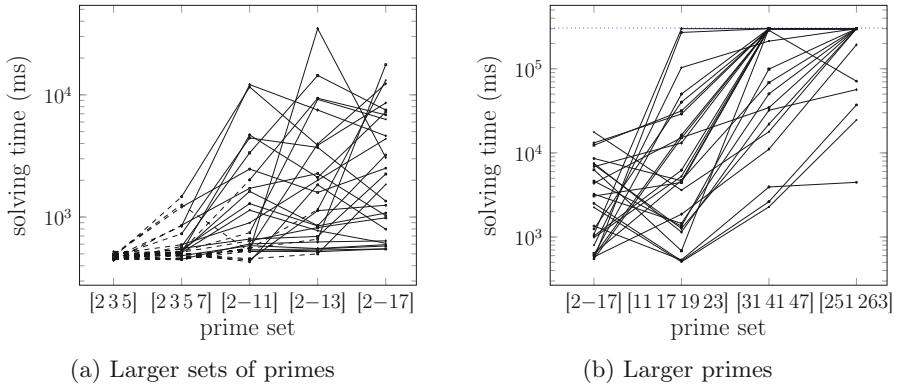 solving time (ms)
10^4
10^3
[2 3 5] [2 3 5 7] [2−11] [2−13] [2−17]
prime set
(a) Larger sets of primes
solving time (ms)
10^5
10^4
10^3
[2−17] [11 17 19 23] [31 41 47] [251 263]
prime set
(b) Larger primes